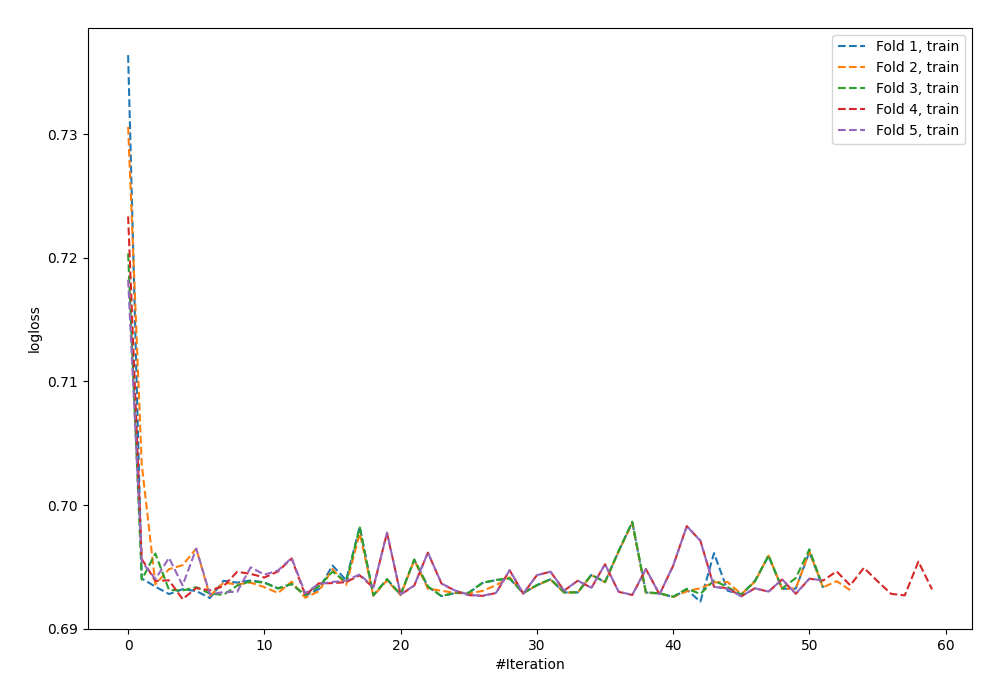 Fold 1, train
Fold 2, train
Fold 3, train
Fold 4, train
Fold 5, train
0.73
0.72
0.71
0.70
0.69
logloss
0 10 20 30 40 50 60
#Iteration